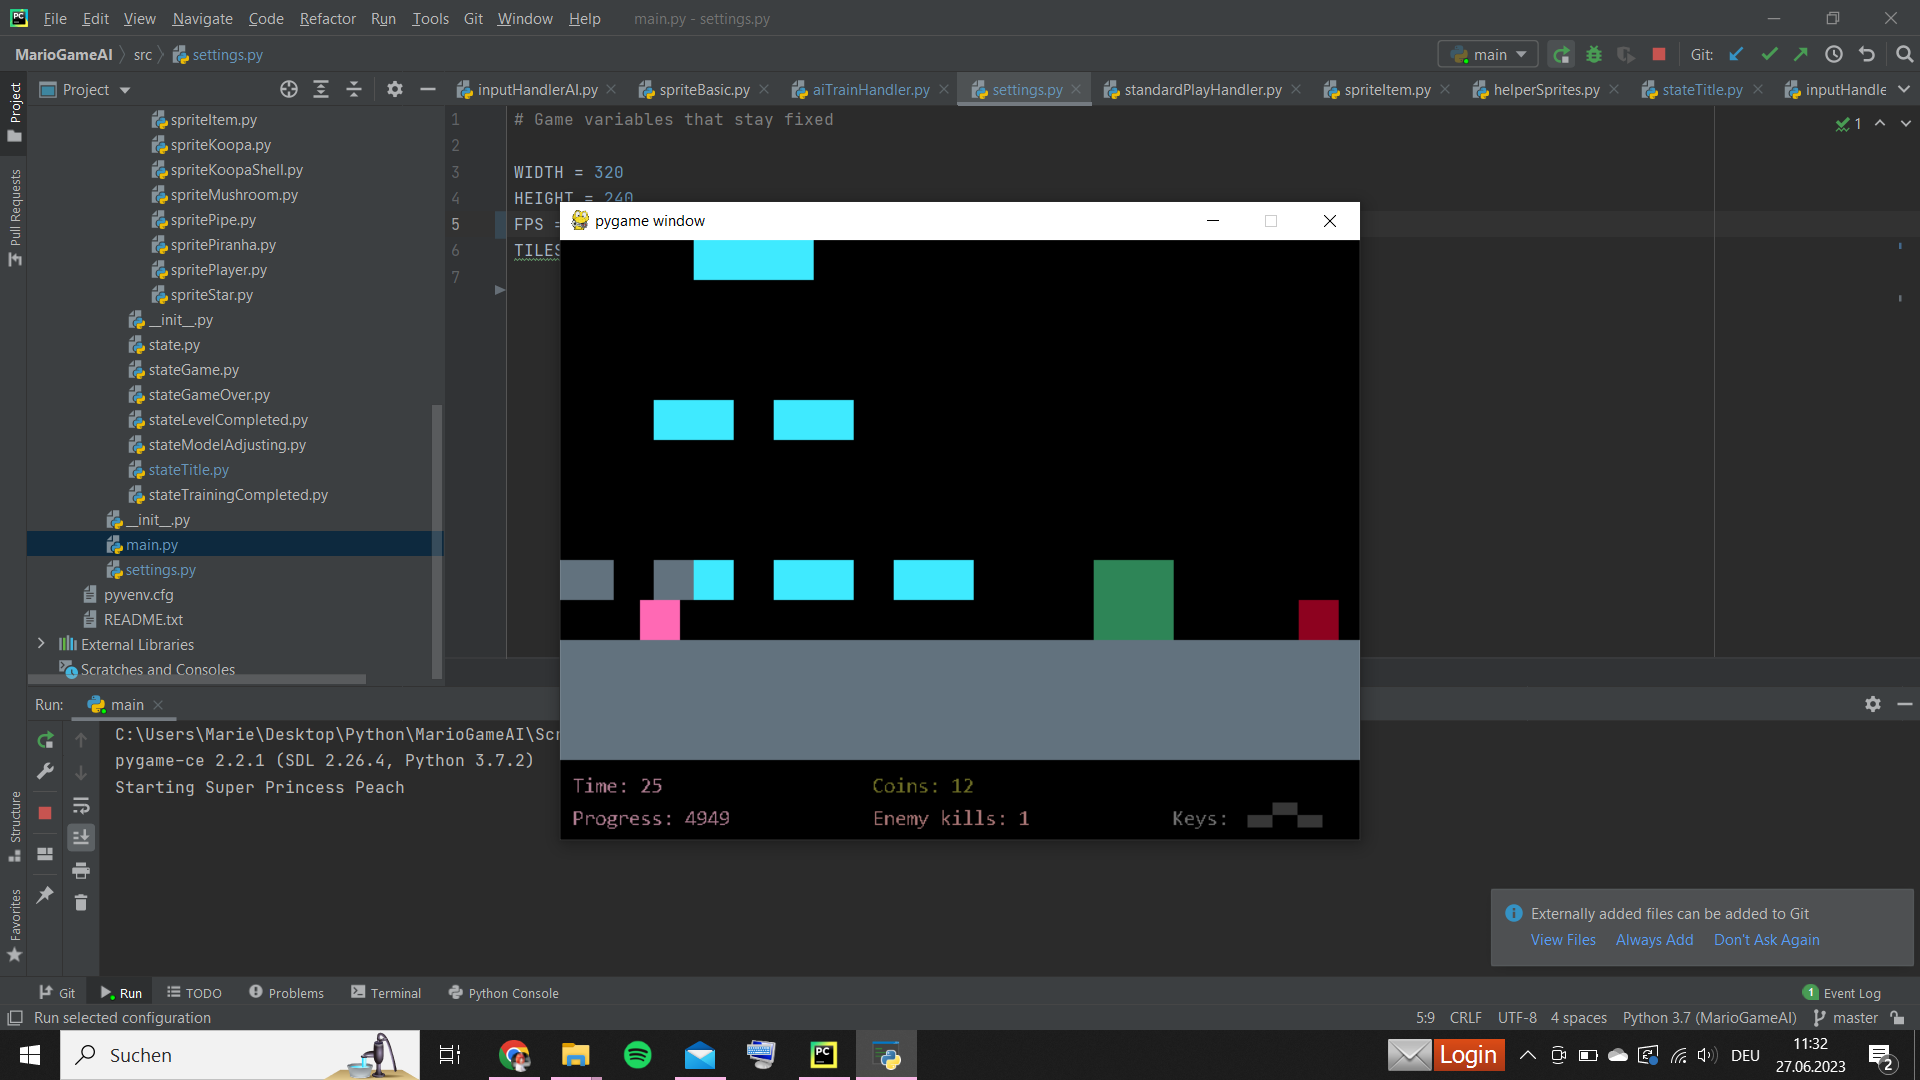 File Edit View Navigate Code Refactor Run Tools Git Window Help main.py - settings.py
MarioGameAI src settings.py
main Git:
Project
inputHandlerAI.py spriteBasic.py aiTrainHandler.py settings.py standardPlayHandler.py spriteItem.py helperSprites.py stateTitle.py inputHandle
Project
Pull Requests
spriteItem.py
spriteKoopa.py
spriteKoopaShell.py
spriteMushroom.py
spritePipe.py
spritePiranha.py
spritePlayer.py
spriteStar.py
__init__.py
state.py
stateGame.py
stateGameOver.py
stateLevelCompleted.py
stateModelAdjusting.py
stateTitle.py
stateTrainingCompleted.py
__init__.py
main.py
settings.py
pyvenv.cfg
README.txt
External Libraries
Scratches and Consoles
1 # Game variables that stay fixed
2
3 WIDTH = 320
4 HEIGHT = 240
5 FPS =
6 TILES
7
1
pygame window
Time: 25
Coins: 12
Progress: 4949
Enemy kills: 1
Keys:
Run: main
C:\Users\Marie\Desktop\Python\MarioGameAI\Scr
pygame-ce 2.2.1 (SDL 2.26.4, Python 3.7.2)
Starting Super Princess Peach
Structure
Favorites
Externally added files can be added to Git
View Files Always Add Don't Ask Again
Git Run TODO Problems Terminal Python Console
1 Event Log
Run selected configuration
5:9 CRLF UTF-8 4 spaces Python 3.7 (MarioGameAI) master
Suchen
Login
DEU
11:32
27.06.2023
2